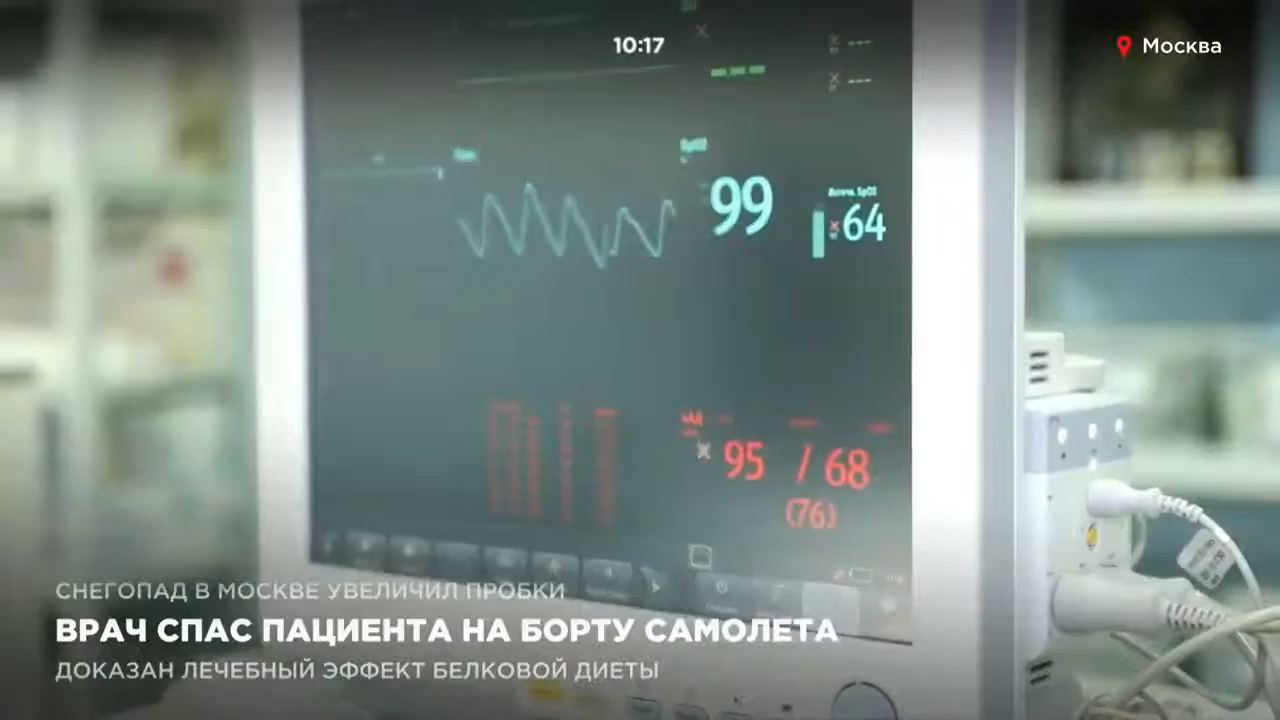 10:17
Москва
SpO2
99
64
95 / 68
(76)
СНЕГОПАД В МОСКВЕ УВЕЛИЧИЛ ПРОБКИ
ВРАЧ СПАС ПАЦИЕНТА НА БОРТУ САМОЛЕТА
ДОКАЗАН ЛЕЧЕБНЫЙ ЭФФЕКТ БЕЛКОВОЙ ДИЕТЫ